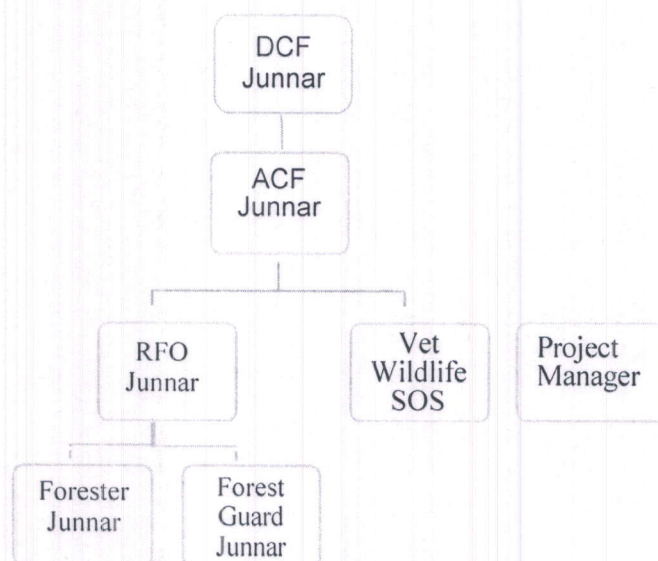 DCF
Junnar
ACF
Junnar
RFO
Junnar
Vet
Wildlife
SOS
Project
Manager
Forester
Junnar
Forest
Guard
Junnar